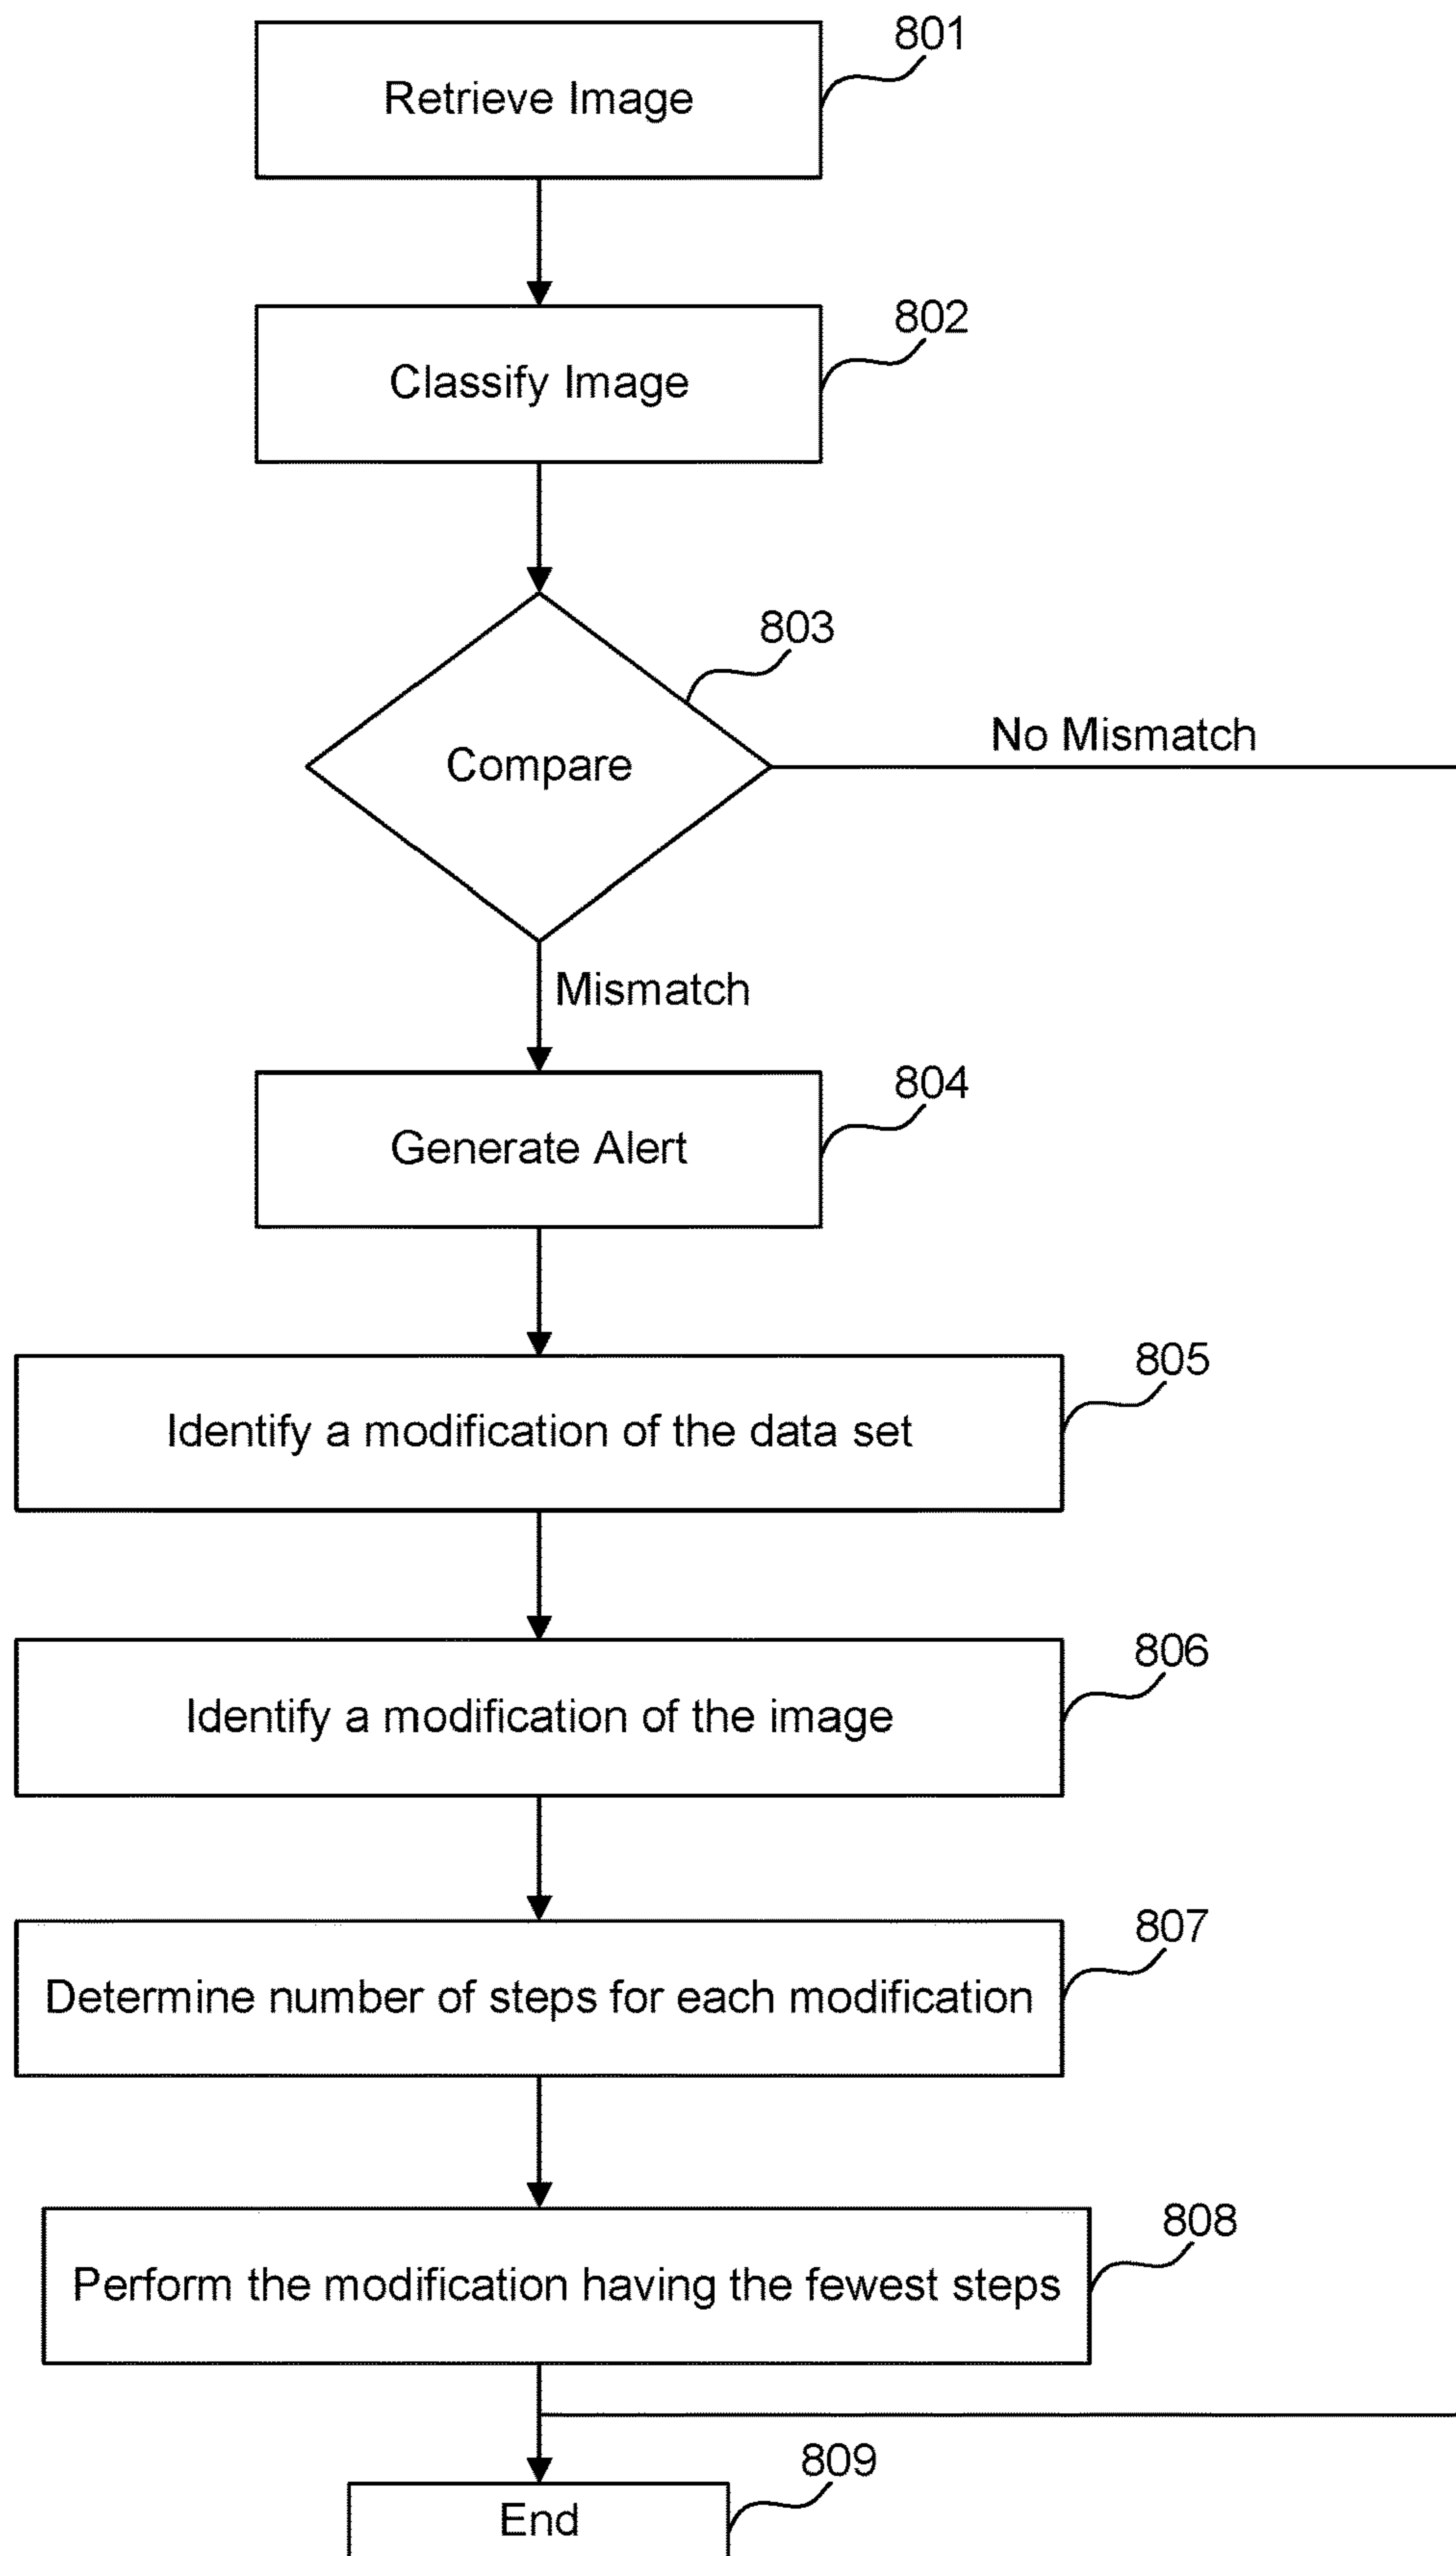 801
Retrieve Image
802
Classify Image
803
Compare
No Mismatch
Mismatch
804
Generate Alert
805
Identify a modification of the data set
806
Identify a modification of the image
807
Determine number of steps for each modification
808
Perform the modification having the fewest steps
809
End